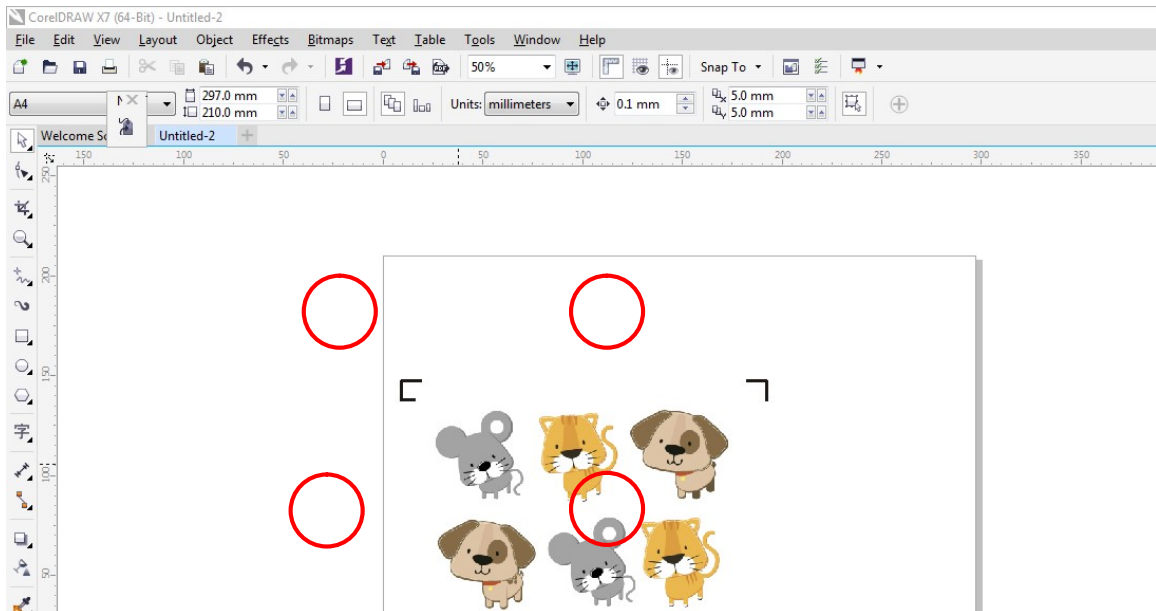 CorelDRAW X7 (64-Bit) - Untitled-2
File Edit View Layout Object Effects Bitmaps Text Table Tools Window Help
50% Snap To
A4 297.0 mm 210.0 mm Units: millimeters 0.1 mm 5.0 mm 5.0 mm
Welcome Untitled-2
150 100 50 0 50 100 150 200 250 300 350
250
200
150
100
50
字